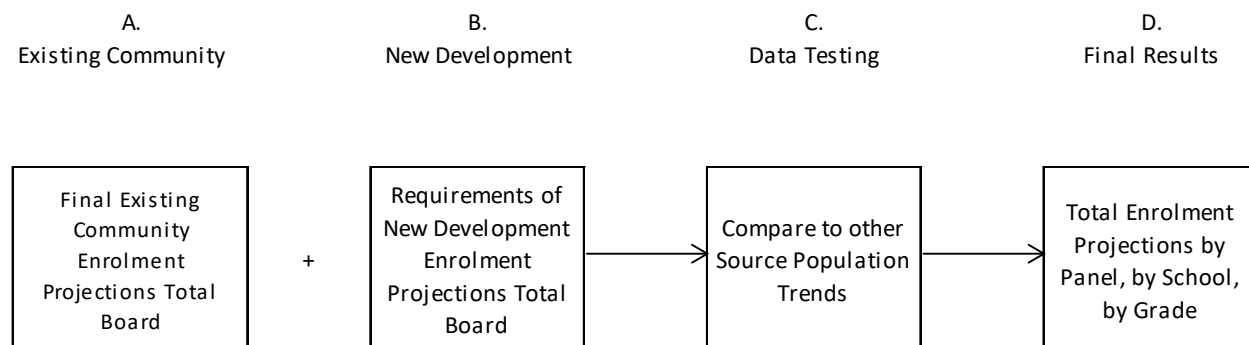 A.
Existing Community
B.
New Development
C.
Data Testing
D.
Final Results
Final Existing
Community
Enrolment
Projections Total
Board
+
Requirements of
New Development
Enrolment
Projections Total
Board
Compare to other
Source Population
Trends
Total Enrolment
Projections by
Panel, by School,
by Grade